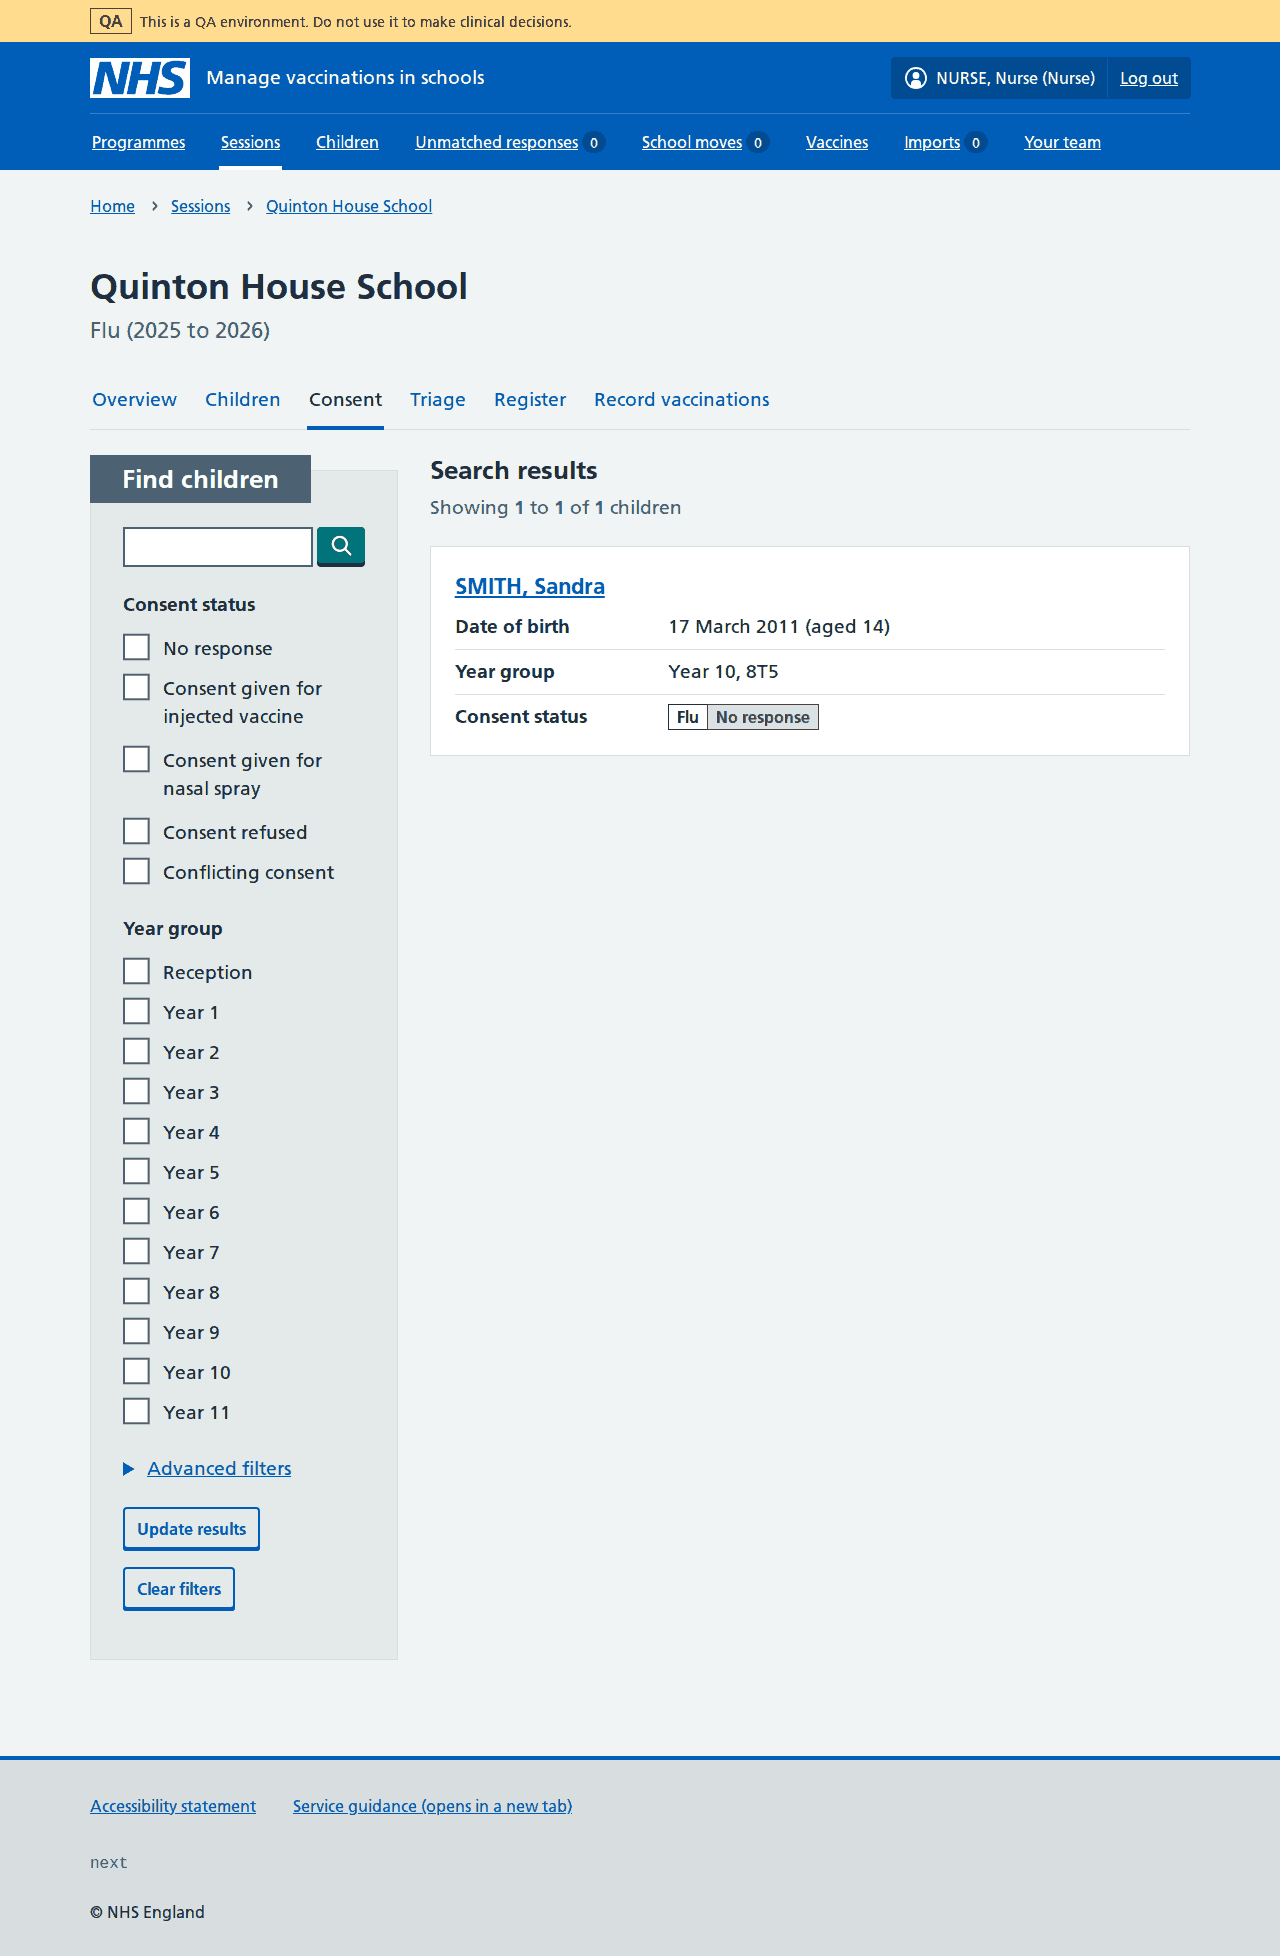 QA This is a QA environment. Do not use it to make clinical decisions.
NHS Manage vaccinations in schools NURSE, Nurse (Nurse) Log out
Programmes Sessions Children Unmatched responses 0 School moves 0 Vaccines Imports 0 Your team
Home Sessions Quinton House School
Quinton House School
Flu (2025 to 2026)
Overview Children Consent Triage Register Record vaccinations
Find children
Consent status
No response
Consent given for
injected vaccine
Consent given for
nasal spray
Consent refused
Conflicting consent
Year group
Reception
Year 1
Year 2
Year 3
Year 4
Year 5
Year 6
Year 7
Year 8
Year 9
Year 10
Year 11
Advanced filters
Update results
Clear filters
Search results
Showing 1 to 1 of 1 children
SMITH, Sandra
Date of birth 17 March 2011 (aged 14)
Year group Year 10, 8T5
Consent status Flu No response
Accessibility statement Service guidance (opens in a new tab)
next
© NHS England